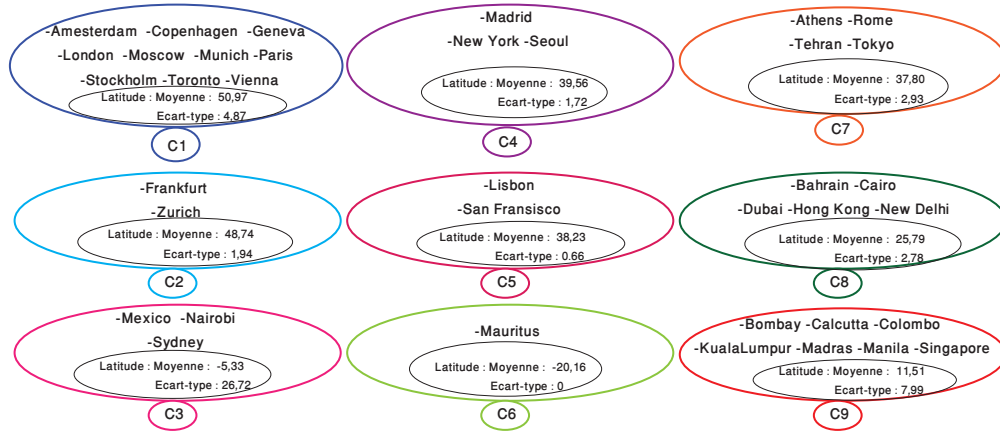 -Amesterdam -Copenhagen -Geneva
-London -Moscow -Munich -Paris
-Stockholm -Toronto -Vienna
Latitude : Moyenne : 50,97
Ecart-type : 4,87
C1
-Madrid
-New York -Seoul
Latitude : Moyenne : 39,56
Ecart-type : 1,72
C4
-Athens -Rome
-Tehran -Tokyo
Latitude : Moyenne : 37,80
Ecart-type : 2,93
C7
-Frankfurt
-Zurich
Latitude : Moyenne : 48,74
Ecart-type : 1,94
C2
-Lisbon
-San Fransisco
Latitude : Moyenne : 38,23
Ecart-type : 0.66
C5
-Bahrain -Cairo
-Dubai -Hong Kong -New Delhi
Latitude : Moyenne : 25,79
Ecart-type : 2,78
C8
-Mexico -Nairobi
-Sydney
Latitude : Moyenne : -5,33
Ecart-type : 26,72
C3
-Mauritus
Latitude : Moyenne : -20,16
Ecart-type : 0
C6
-Bombay -Calcutta -Colombo
-KualaLumpur -Madras -Manila -Singapore
Latitude : Moyenne : 11,51
Ecart-type : 7,99
C9